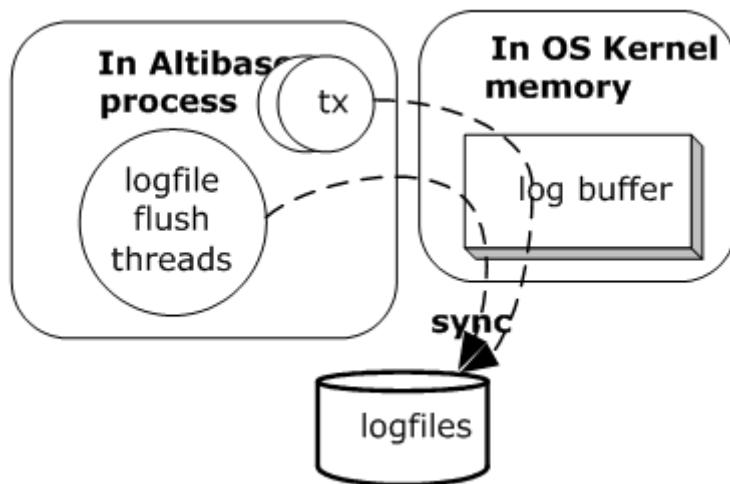 In Altibase
process
tx
logfile
flush
threads
In OS Kernel
memory
log buffer
sync
logfiles